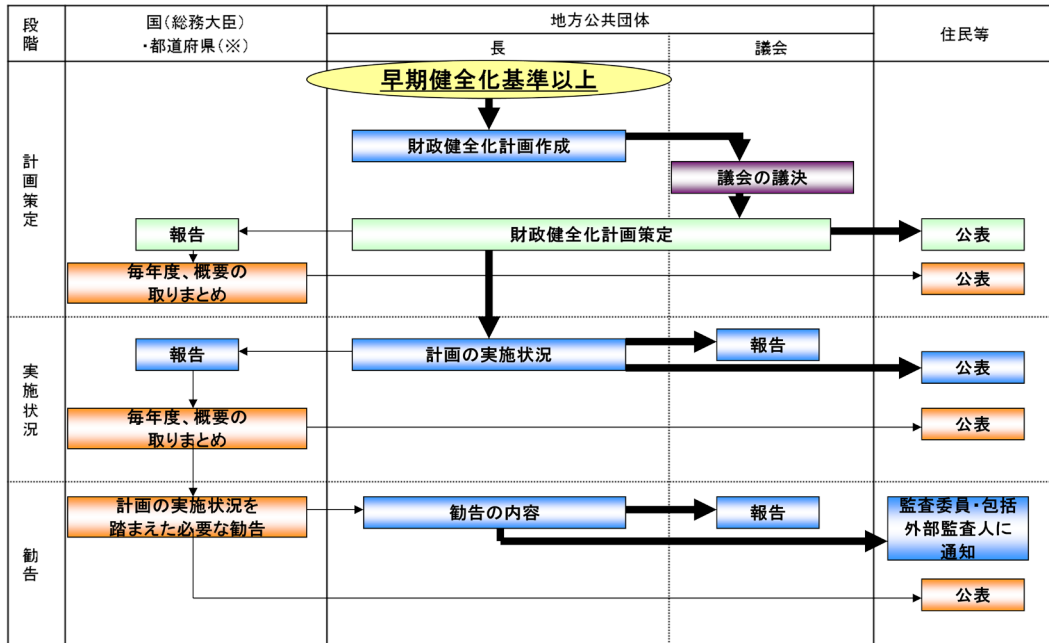 段階
国(総務大臣)
・都道府県(※)
地方公共団体
長
議会
住民等
計画策定
早期健全化基準以上
財政健全化計画作成
議会の議決
報告
財政健全化計画策定
公表
毎年度、概要の
取りまとめ
公表
実施状況
報告
計画の実施状況
報告
公表
毎年度、概要の
取りまとめ
公表
勧告
計画の実施状況を
踏まえた必要な勧告
勧告の内容
報告
監査委員・包括
外部監査人に
通知
公表